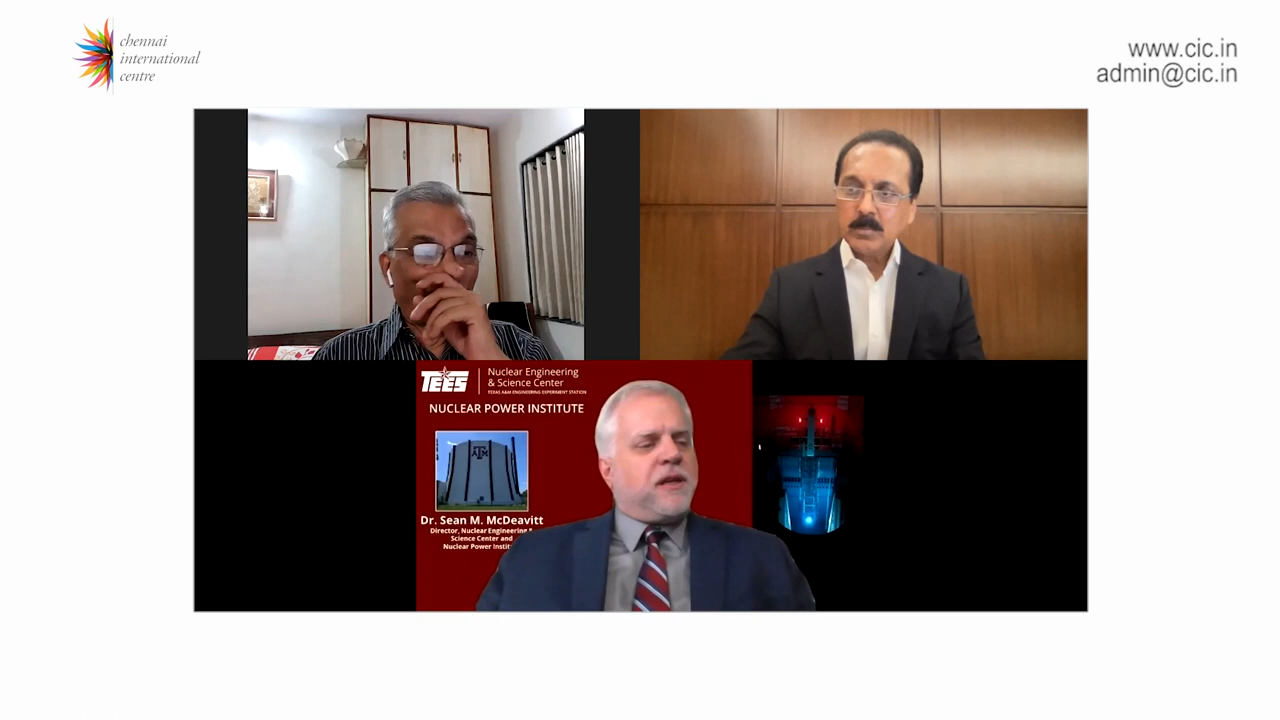 chennai
international
centre
www.cic.in
admin@cic.in
TEES
Nuclear Engineering
& Science Center
TEXAS A&M ENGINEERING EXPERIMENT STATION
NUCLEAR POWER INSTITUTE
ATM
Dr. Sean M. McDeavitt
Director, Nuclear Engineering &
Science Center and
Nuclear Power